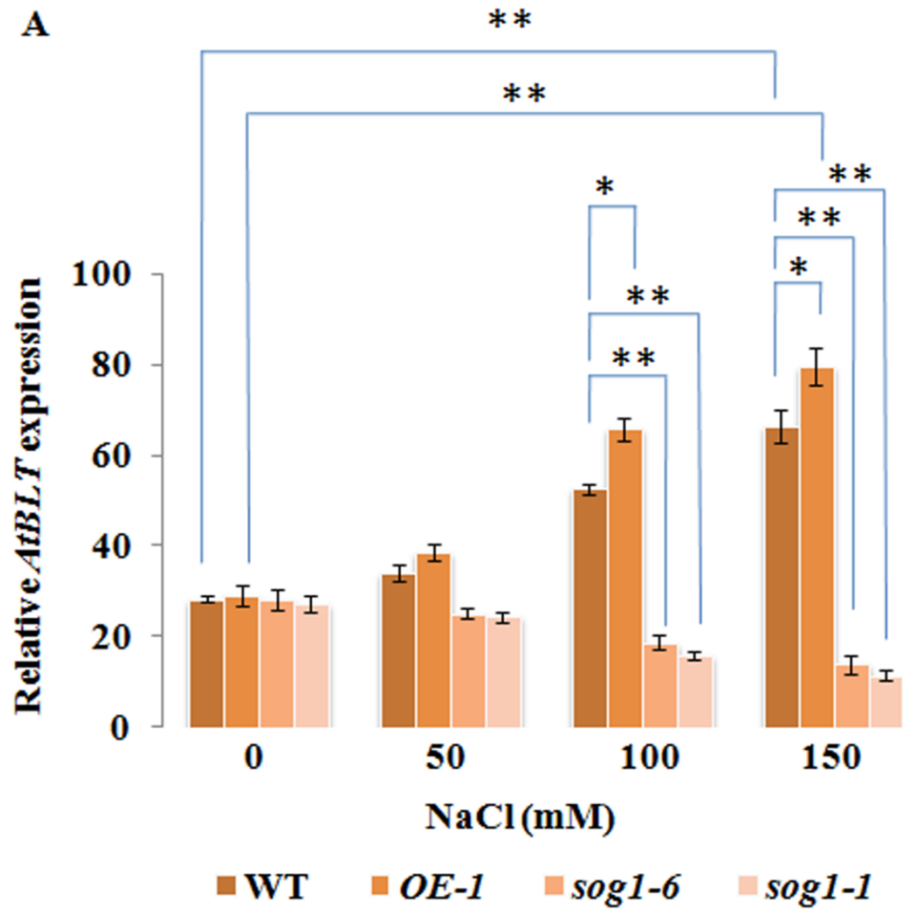 A
**
**
**
*
**
*
**
**
100
80
60
40
20
0
Relative AtBLT expression
0 50 100 150
NaCl (mM)
WT OE-1 sog1-6 sog1-1